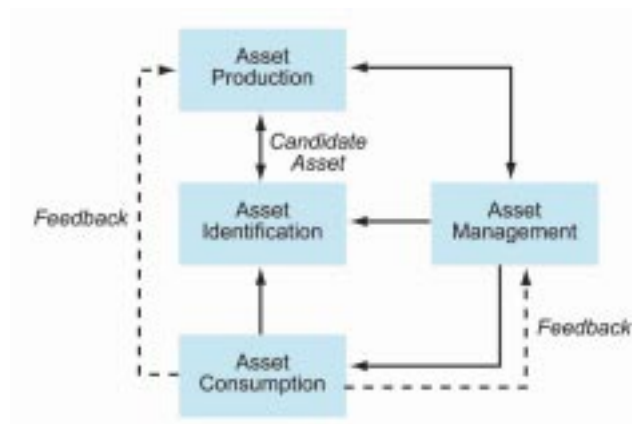 Asset
Production
Candidate
Asset
Feedback
Asset
Identification
Asset
Management
Feedback
Asset
Consumption